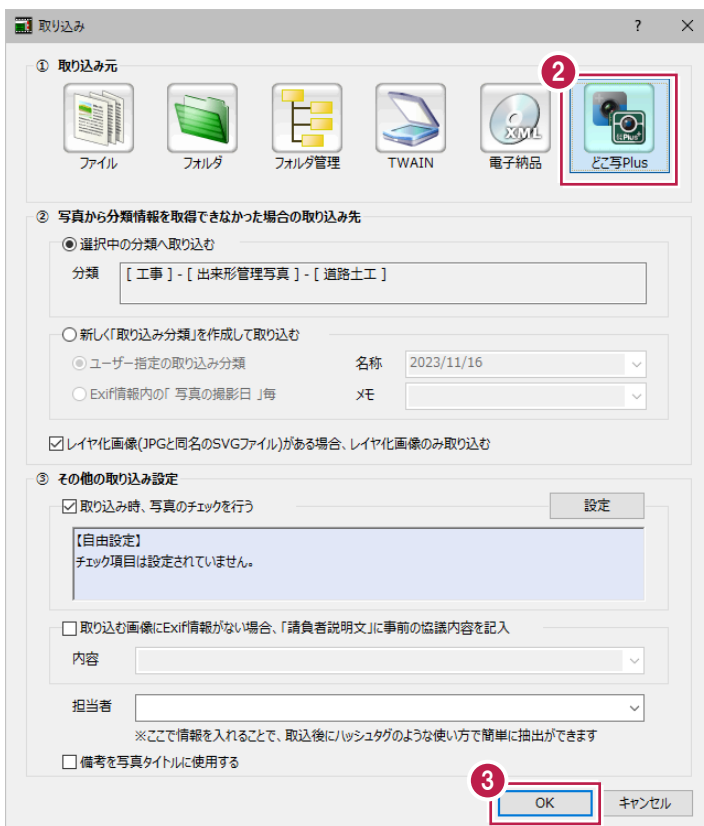 取り込み ? ×
① 取り込み元
2
ファイル フォルダ フォルダ管理 TWAIN 電子納品 どこ写Plus
XML
Plus
② 写真から分類情報を取得できなかった場合の取り込み先
選択中の分類へ取り込む
分類 [ 工事 ] - [ 出来形管理写真 ] - [ 道路土工 ]
新しく「取り込み分類」を作成して取り込む
ユーザー指定の取り込み分類 名称 2023/11/16
Exif情報内の「 写真の撮影日 」毎 メモ
レイヤ化画像(JPGと同名のSVGファイル)がある場合、レイヤ化画像のみ取り込む
③ その他の取り込み設定
取り込み時、写真のチェックを行う 設定
【自由設定】
チェック項目は設定されていません。
取り込む画像にExif情報がない場合、「請負者説明文」に事前の協議内容を記入
内容
担当者
※ここで情報を入れることで、取込後にハッシュタグのような使い方で簡単に抽出ができます
備考を写真タイトルに使用する
3
OK キャンセル